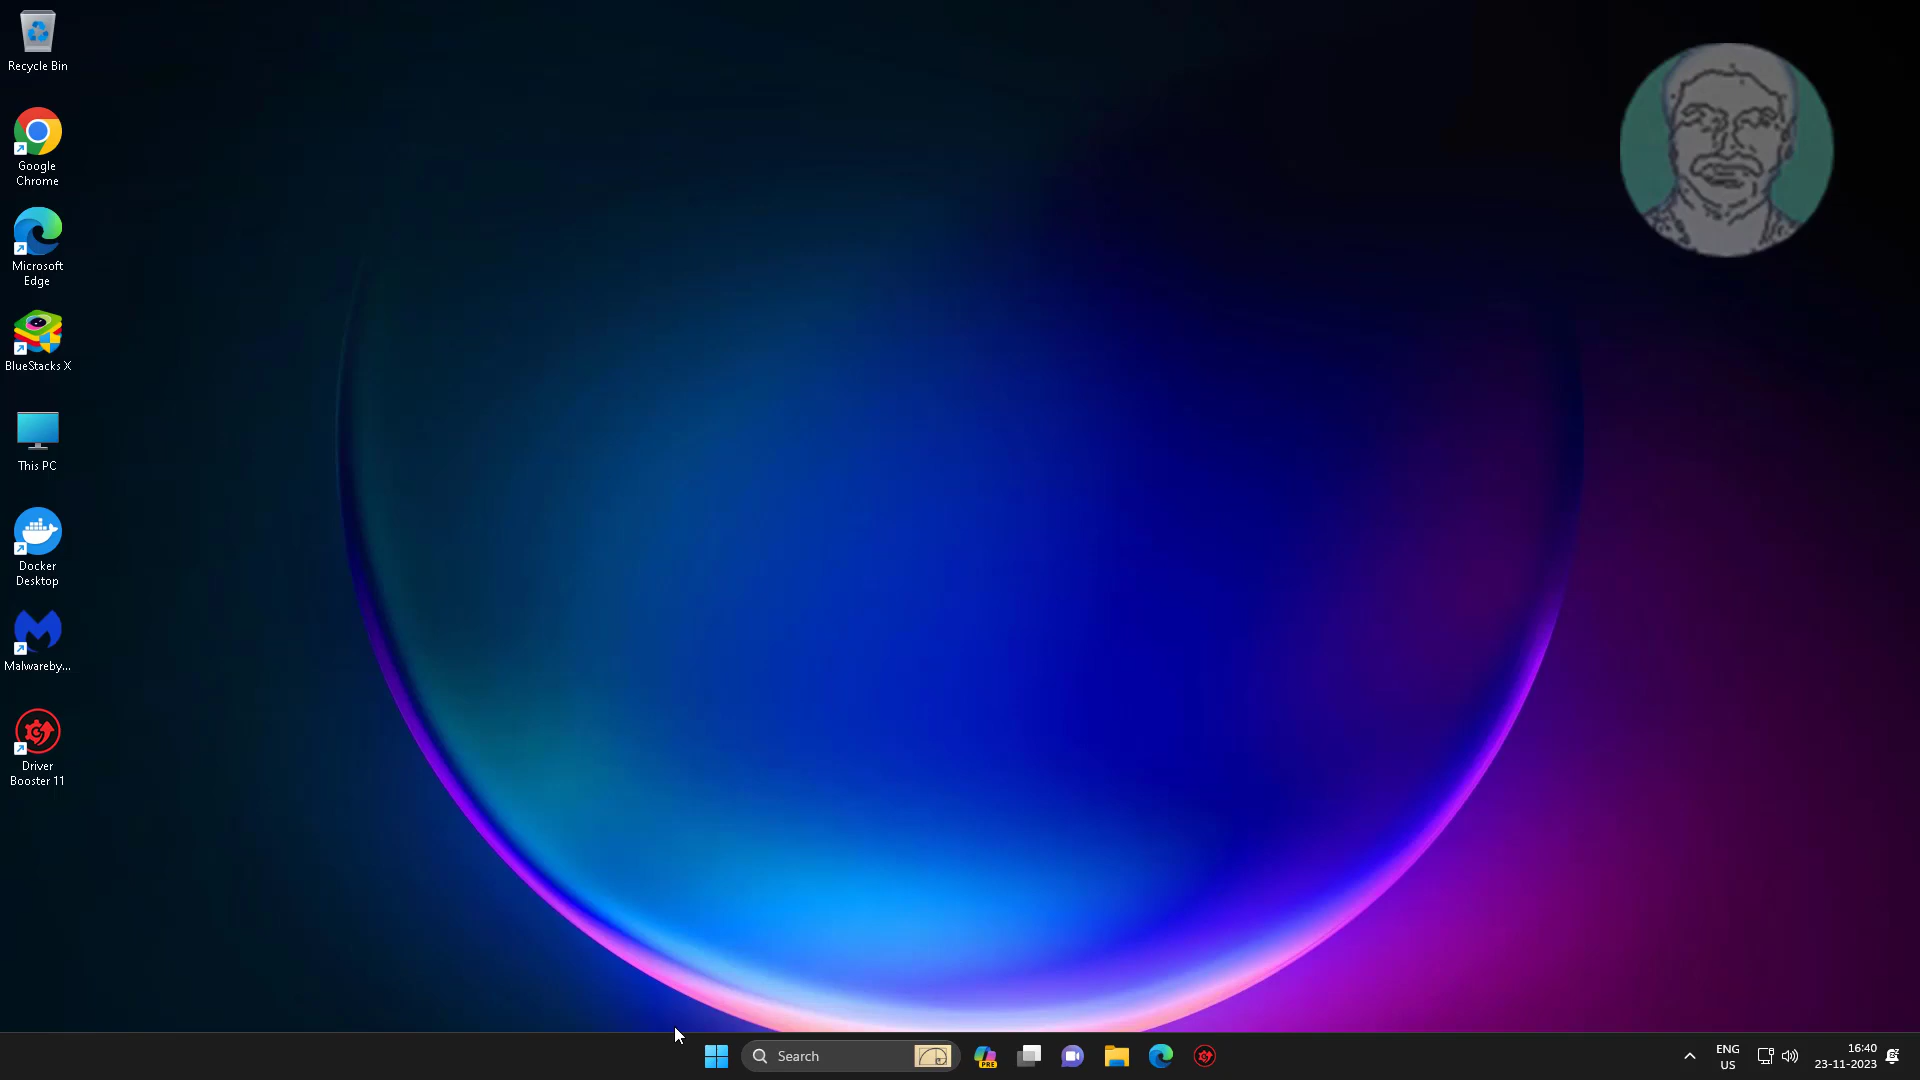 Recycle Bin
Google
Chrome
Microsoft
Edge
BlueStacks X
This PC
Docker
Desktop
Malwareby...
Driver
Booster 11
Search
PRE
ENG
US
16:40
23-11-2023